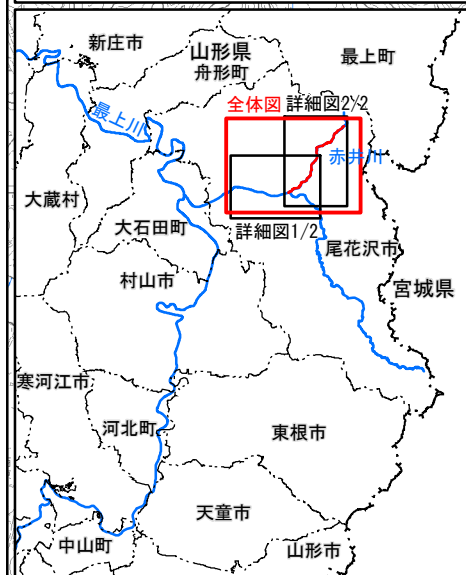 新庄市
山形県
舟形町
最上町
最上川
全体図
詳細図2/2
赤井川
大蔵村
大石田町
詳細図1/2
尾花沢市
村山市
宮城県
寒河江市
河北町
東根市
天童市
中山町
山形市